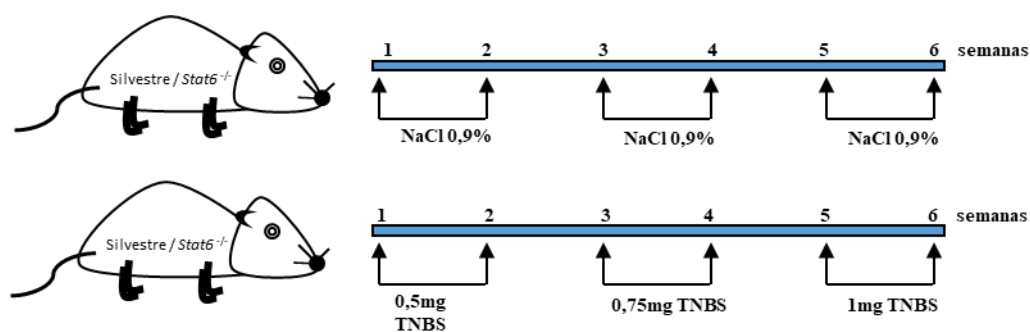 1 2 3 4 5 6 semanas
Silvestre / Stat6 -/-
NaCl 0,9% NaCl 0,9% NaCl 0,9%
1 2 3 4 5 6 semanas
Silvestre / Stat6 -/-
0,5mg 0,75mg TNBS 1mg TNBS
TNBS